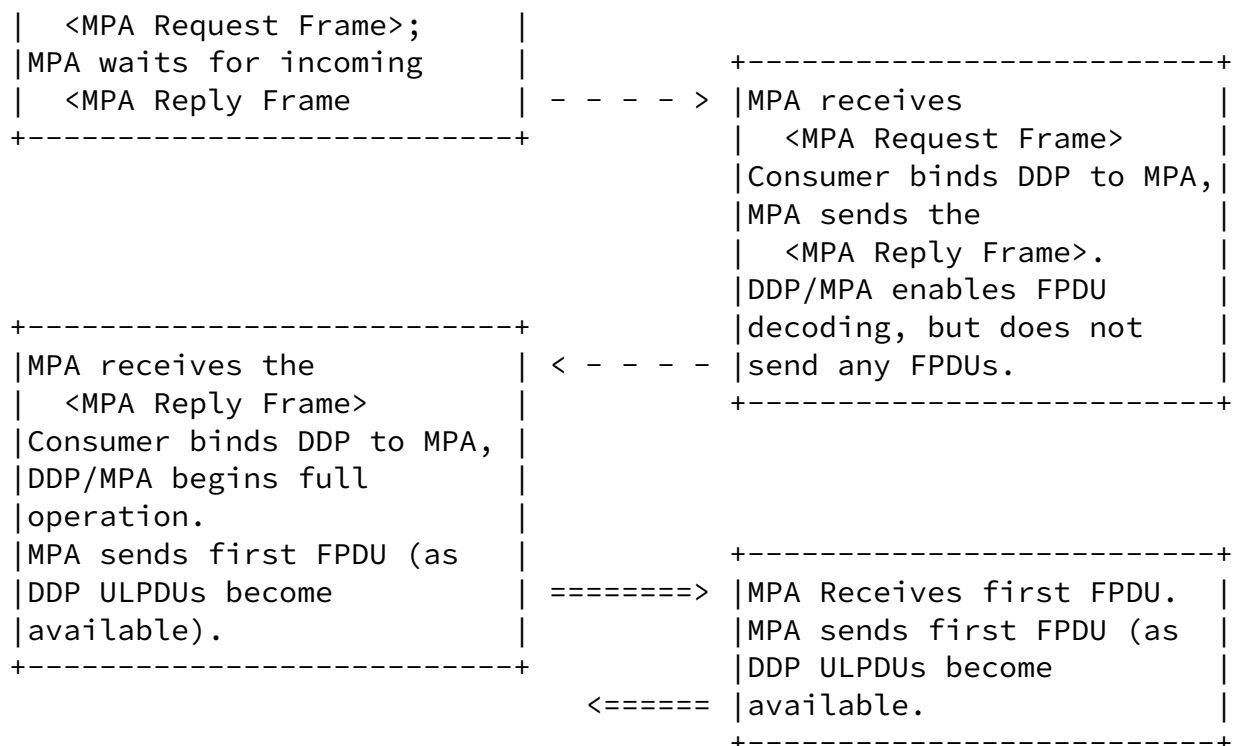 |  <MPA Request Frame>;     |
|MPA waits for incoming     |           +--------------------------+
|  <MPA Reply Frame         | - - - - > |MPA receives              |
+---------------------------+           |  <MPA Request Frame>     |
                                        |Consumer binds DDP to MPA,|
                                        |MPA sends the             |
                                        |  <MPA Reply Frame>.      |
                                        |DDP/MPA enables FPDU      |
+---------------------------+           |decoding, but does not    |
|MPA receives the           | < - - - - |send any FPDUs.           |
|  <MPA Reply Frame>        |           +--------------------------+
|Consumer binds DDP to MPA, |
|DDP/MPA begins full        |
|operation.                 |
|MPA sends first FPDU (as   |           +--------------------------+
|DDP ULPDUs become          | ========> |MPA Receives first FPDU.  |
|available).                |           |MPA sends first FPDU (as  |
+---------------------------+           |DDP ULPDUs become         |
                                <====== |available.                |
                                        +--------------------------+